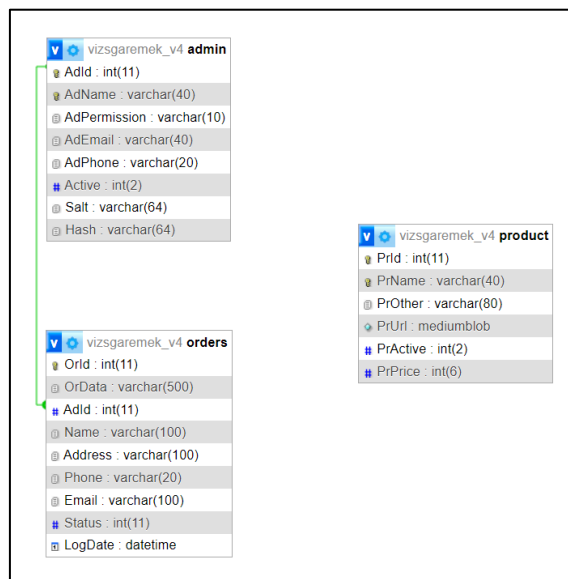 vizsgaremek_v4 admin
AdId : int(11)
AdName : varchar(40)
AdPermission : varchar(10)
AdEmail : varchar(40)
AdPhone : varchar(20)
# Active : int(2)
Salt : varchar(64)
Hash : varchar(64)
vizsgaremek_v4 product
PrId : int(11)
PrName : varchar(40)
PrOther : varchar(80)
PrUrl : mediumblob
# PrActive : int(2)
# PrPrice : int(6)
vizsgaremek_v4 orders
OrId : int(11)
OrData : varchar(500)
# AdId : int(11)
Name : varchar(100)
Address : varchar(100)
Phone : varchar(20)
Email : varchar(100)
# Status : int(11)
LogDate : datetime